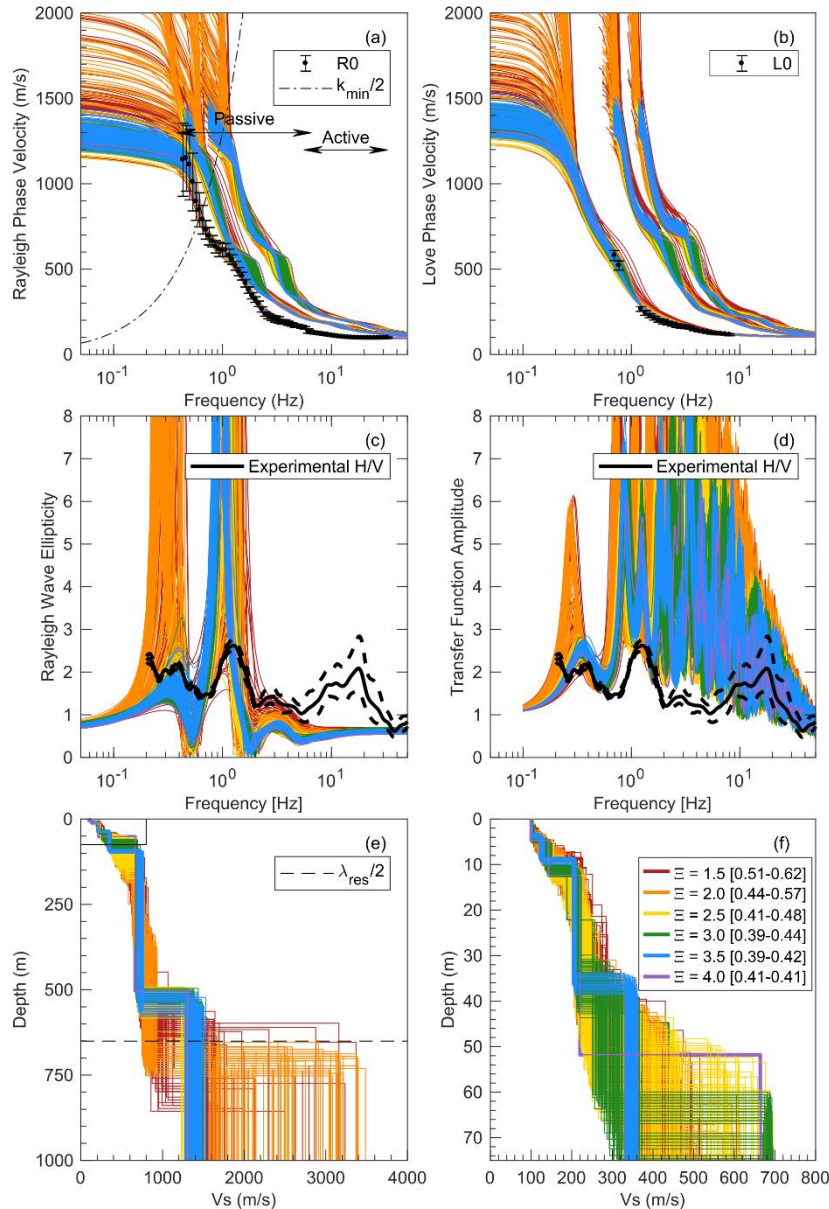 2000
(a)
R0
k_min/2
Passive
Active
1500
1000
500
0
Rayleigh Phase Velocity (m/s)
10^-1 10^0 10^1
Frequency (Hz)
2000
(b)
L0
1500
1000
500
0
Love Phase Velocity (m/s)
10^-1 10^0 10^1
Frequency (Hz)
8
(c)
Experimental H/V
7
6
5
4
3
2
1
0
Rayleigh Wave Ellipticity
10^-1 10^0 10^1
Frequency [Hz]
8
(d)
Experimental H/V
7
6
5
4
3
2
1
0
Transfer Function Amplitude
10^-1 10^0 10^1
Frequency [Hz]
0
(e)
λ_res/2
250
500
750
1000
Depth (m)
0 1000 2000 3000 4000
Vs (m/s)
0
(f)
Ξ = 1.5 [0.51-0.62]
Ξ = 2.0 [0.44-0.57]
Ξ = 2.5 [0.41-0.48]
Ξ = 3.0 [0.39-0.44]
Ξ = 3.5 [0.39-0.42]
Ξ = 4.0 [0.41-0.41]
10
20
30
40
50
60
70
Depth (m)
0 100 200 300 400 500 600 700 800
Vs (m/s)